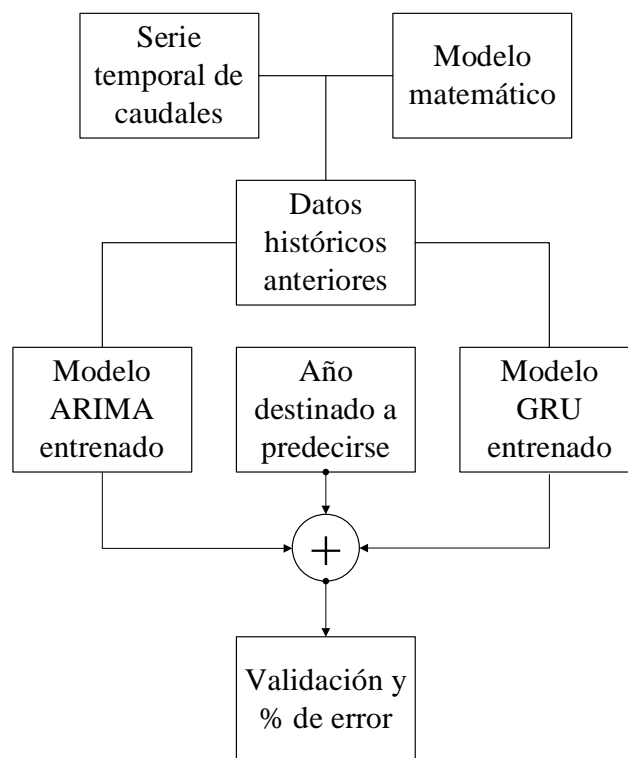 Serie
temporal de
caudales
Modelo
matemático
Datos
históricos
anteriores
Modelo
ARIMA
entrenado
Año
destinado a
predecirse
Modelo
GRU
entrenado
+
Validación y
% de error